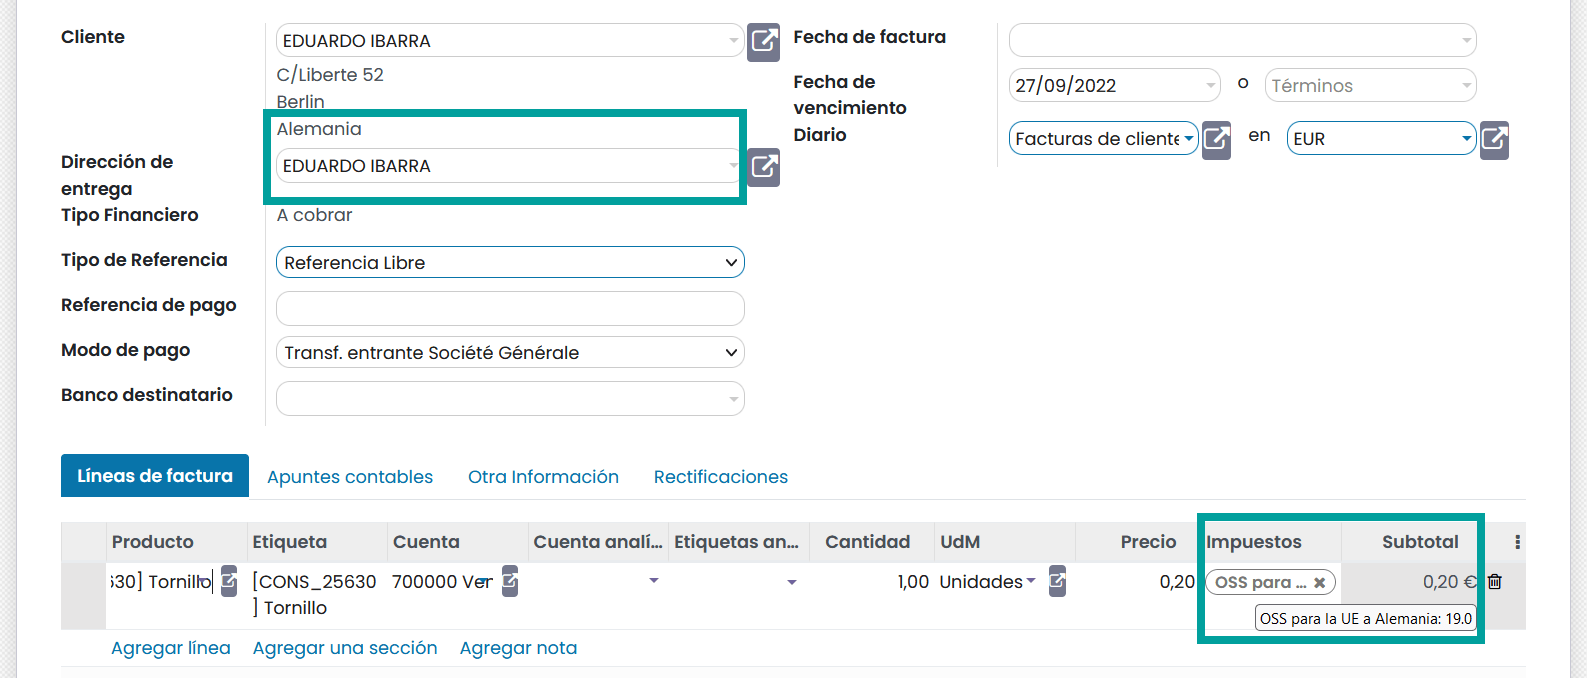 Cliente
EDUARDO IBARRA
C/Liberte 52
Berlin
Alemania
Dirección de
entrega
EDUARDO IBARRA
Tipo Financiero
A cobrar
Tipo de Referencia
Referencia Libre
Referencia de pago
Modo de pago
Transf. entrante Société Générale
Banco destinatario
Fecha de factura
Fecha de
vencimiento
27/09/2022 o Términos
Diario
Facturas de cliente en EUR
Líneas de factura Apuntes contables Otra Información Rectificaciones
Producto Etiqueta Cuenta Cuenta analí... Etiquetas an... Cantidad UdM Precio Impuestos Subtotal
630] Tornillo [CONS_25630 700000 Ver 1,00 Unidades 0,20 OSS para ... 0,20 €
] Tornillo
OSS para la UE a Alemania: 19.0
Agregar línea Agregar una sección Agregar nota